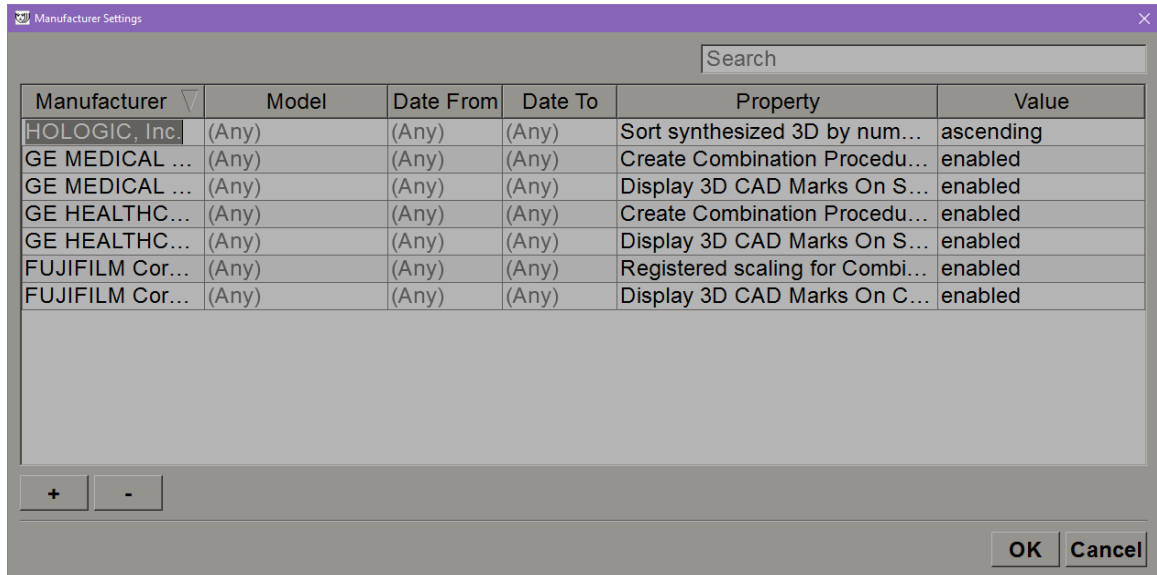 Manufacturer Settings
Search
Manufacturer Model Date From Date To Property Value
HOLOGIC, Inc. (Any) (Any) (Any) Sort synthesized 3D by num... ascending
GE MEDICAL ... (Any) (Any) (Any) Create Combination Procedu... enabled
GE MEDICAL ... (Any) (Any) (Any) Display 3D CAD Marks On S... enabled
GE HEALTHC... (Any) (Any) (Any) Create Combination Procedu... enabled
GE HEALTHC... (Any) (Any) (Any) Display 3D CAD Marks On S... enabled
FUJIFILM Cor... (Any) (Any) (Any) Registered scaling for Combi... enabled
FUJIFILM Cor... (Any) (Any) (Any) Display 3D CAD Marks On C... enabled
+ -
OK Cancel